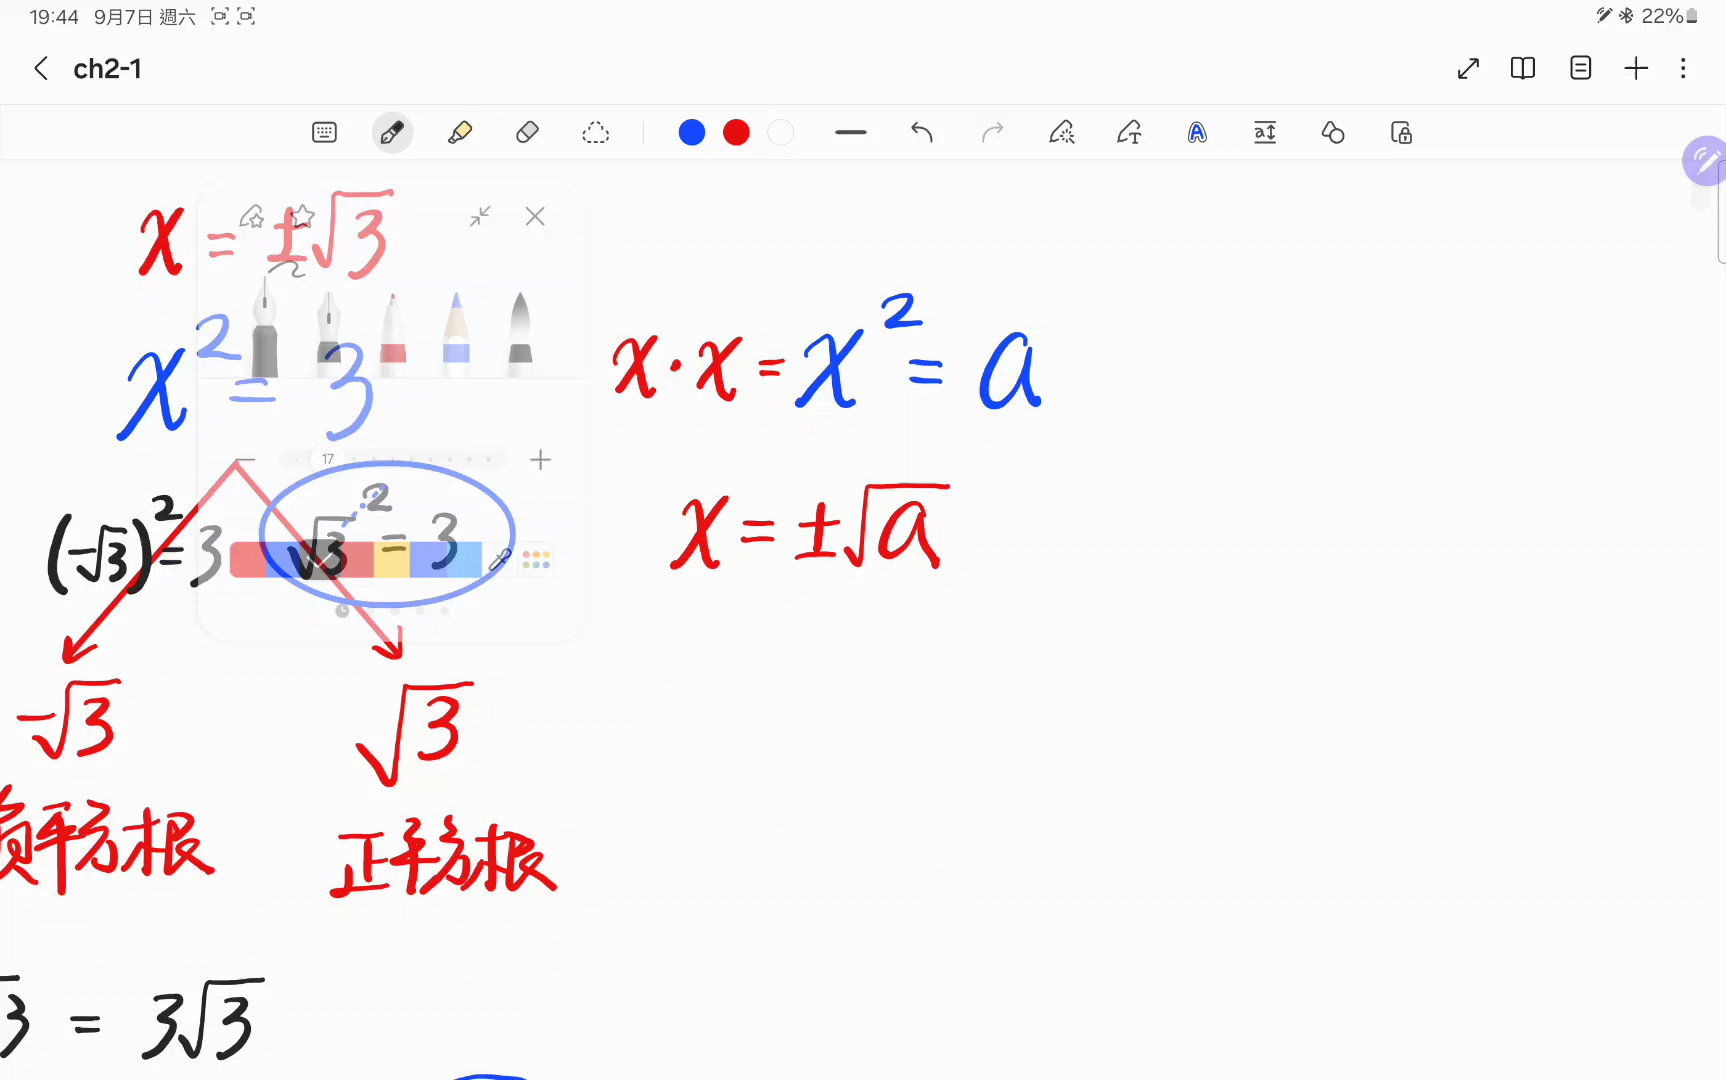 19:44 9月7日 週六 22%
ch2-1
x = ±√3
x² = 3
17
(-√3)² = 3
√3² = 3
-√3
√3
负平方根
正平方根
3 = 3√3
x · x = x² = a
x = ±√a